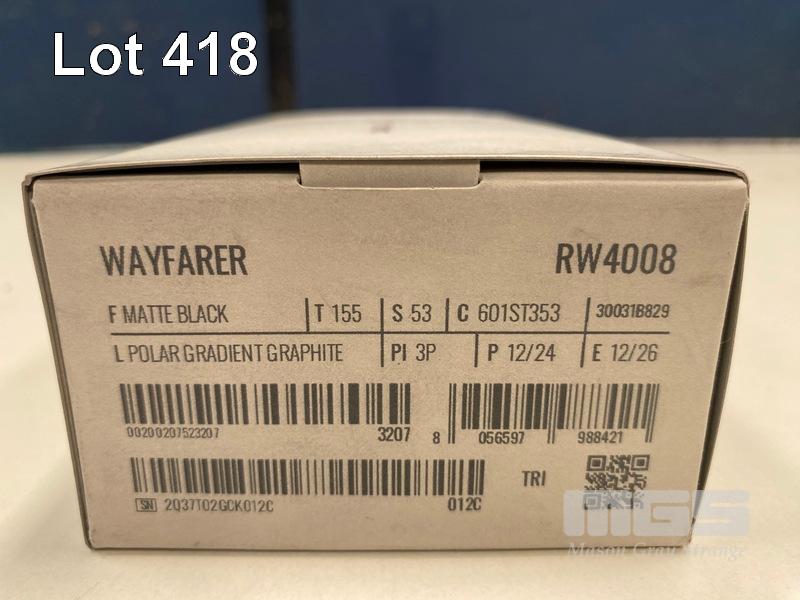 Lot 418
WAYFARER RW4008
F MATTE BLACK T 155 S 53 C 601ST353 30031B829
L POLAR GRADIENT GRAPHITE PI 3P P 12/24 E 12/26
00200207523207 3207 8 056597 988421
TRI
SN 2Q37T02GCK012C 012C
MGS
Mason Gray Strange